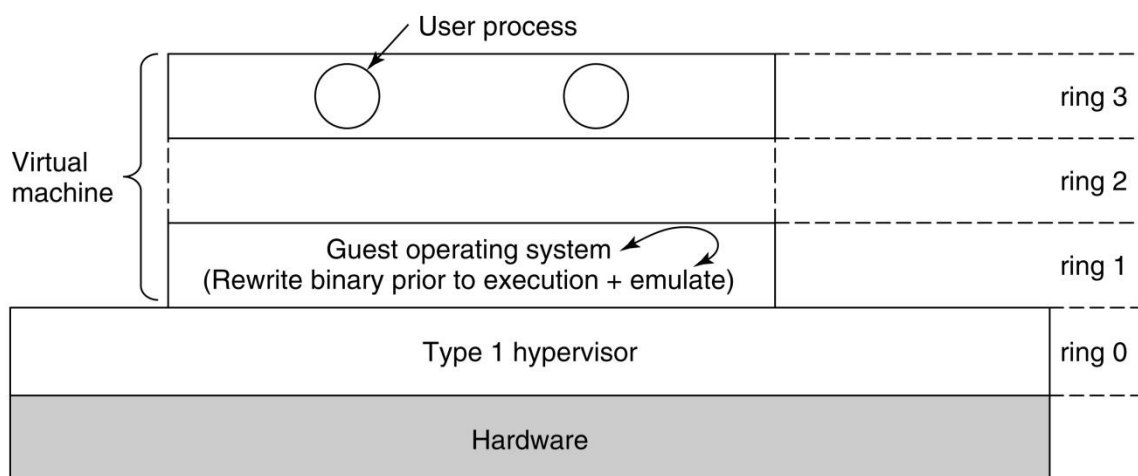 User process
ring 3
Virtual
machine
ring 2
Guest operating system
(Rewrite binary prior to execution + emulate)
ring 1
Type 1 hypervisor
ring 0
Hardware